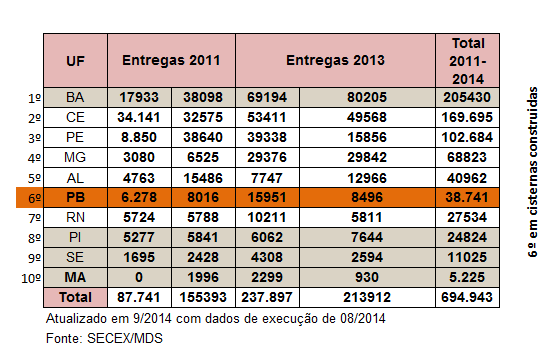 UF Entregas 2011 Entregas 2013 Total 2011-2014
1º BA 17933 38098 69194 80205 205430
2º CE 34.141 32575 53411 49568 169.695
3º PE 8.850 38640 39338 15856 102.684
4º MG 3080 6525 29376 29842 68823
5º AL 4763 15486 7747 12966 40962
6º PB 6.278 8016 15951 8496 38.741
7º RN 5724 5788 10211 5811 27534
8º PI 5277 5841 6062 7644 24824
9º SE 1695 2428 4308 2594 11025
10º MA 0 1996 2299 930 5.225
Total 87.741 155393 237.897 213912 694.943
Atualizado em 9/2014 com dados de execução de 08/2014
Fonte: SECEX/MDS
6º em cisternas construidas